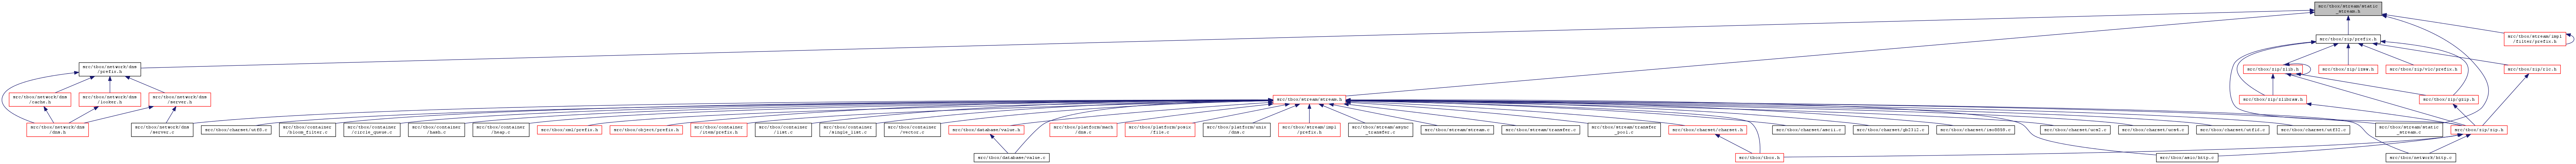 src/tbox/stream/static
_stream.h
src/tbox/zip/prefix.h
src/tbox/stream/impl
/filter/prefix.h
src/tbox/network/dns
/prefix.h
src/tbox/zip/zlib.h
src/tbox/zip/lzsw.h
src/tbox/zip/vlc/prefix.h
src/tbox/zip/vlc.h
src/tbox/network/dns
/cache.h
src/tbox/network/dns
/looker.h
src/tbox/network/dns
/server.h
src/tbox/stream/stream.h
src/tbox/zip/zlibraw.h
src/tbox/zip/gzip.h
src/tbox/network/dns
/dns.h
src/tbox/network/dns
/server.c
src/tbox/charset/utf8.c
src/tbox/container
/bloom_filter.c
src/tbox/container
/circle_queue.c
src/tbox/container
/hash.c
src/tbox/container
/heap.c
src/tbox/xml/prefix.h
src/tbox/object/prefix.h
src/tbox/container
/item/prefix.h
src/tbox/container
/list.c
src/tbox/container
/single_list.c
src/tbox/container
/vector.c
src/tbox/database/value.h
src/tbox/platform/mach
/dns.c
src/tbox/platform/posix
/file.c
src/tbox/platform/unix
/dns.c
src/tbox/stream/impl
/prefix.h
src/tbox/stream/async
_transfer.c
src/tbox/stream/stream.c
src/tbox/stream/transfer.c
src/tbox/stream/transfer
_pool.c
src/tbox/charset/charset.h
src/tbox/charset/ascii.c
src/tbox/charset/gb2312.c
src/tbox/charset/iso8859.c
src/tbox/charset/ucs2.c
src/tbox/charset/ucs4.c
src/tbox/charset/utf16.c
src/tbox/charset/utf32.c
src/tbox/stream/static
_stream.c
src/tbox/zip/zip.h
src/tbox/database/value.c
src/tbox/tbox.h
src/tbox/asio/http.c
src/tbox/network/http.c